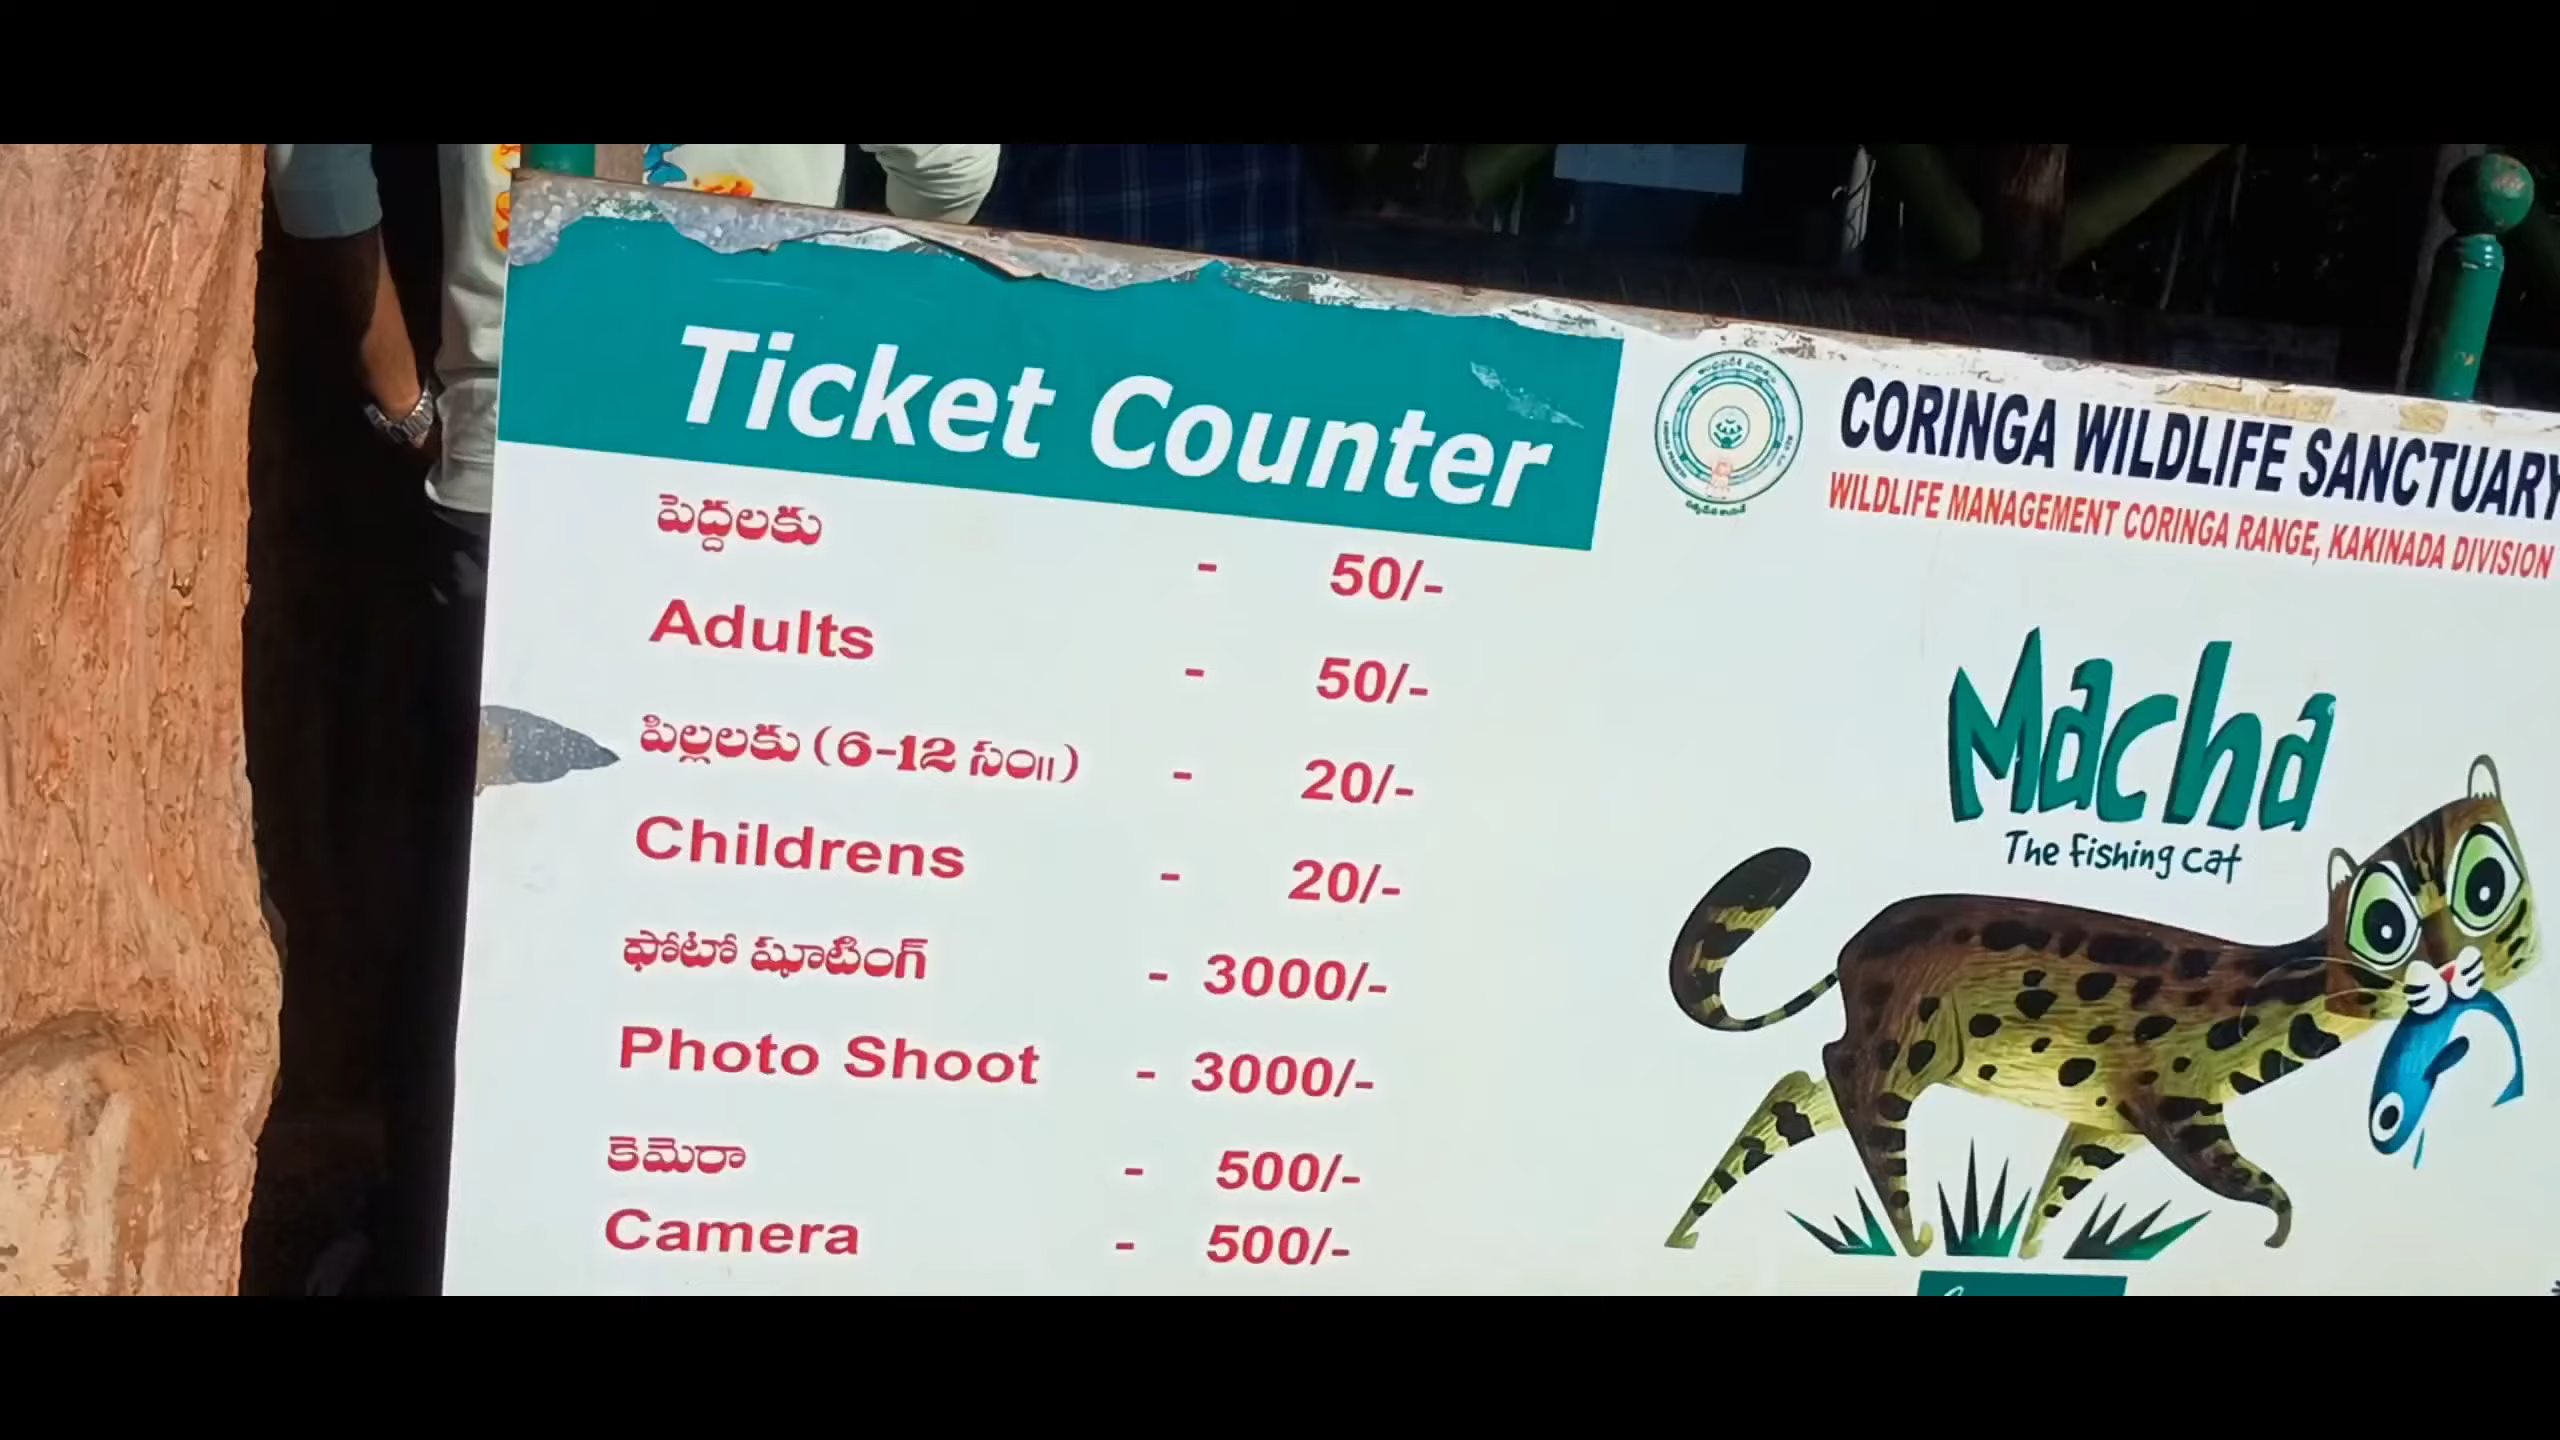 Ticket Counter
పెద్దలకు - 50/-
Adults - 50/-
పిల్లలకు (6-12 సం॥) - 20/-
Childrens - 20/-
ఫోటో షూటింగ్ - 3000/-
Photo Shoot - 3000/-
కెమెరా - 500/-
Camera - 500/-
CORINGA WILDLIFE SANCTUARY
WILDLIFE MANAGEMENT CORINGA RANGE, KAKINADA DIVISION
Macha
The Fishing Cat